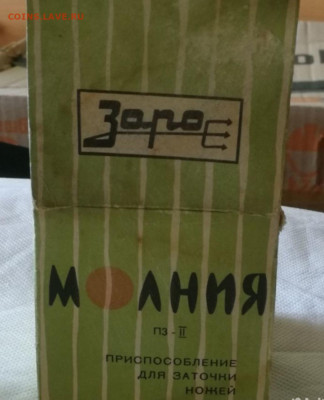 Заро
МОЛНИЯ
ПЗ-II
ПРИСПОСОБЛЕНИЕ
ДЛЯ ЗАТОЧКИ
НОЖЕЙ